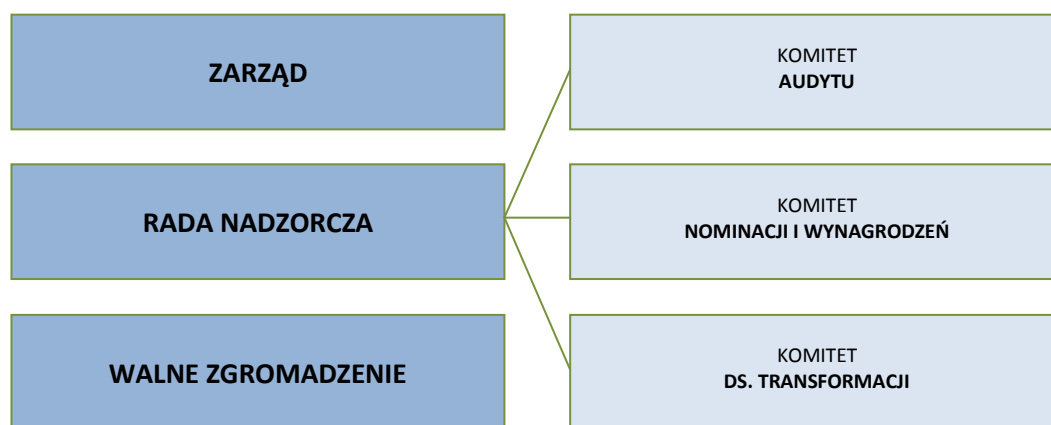 ZARZĄD
KOMITET
AUDYTU
RADA NADZORCZA
KOMITET
NOMINACJI I WYNAGRODZEŃ
WALNE ZGROMADZENIE
KOMITET
DS. TRANSFORMACJI